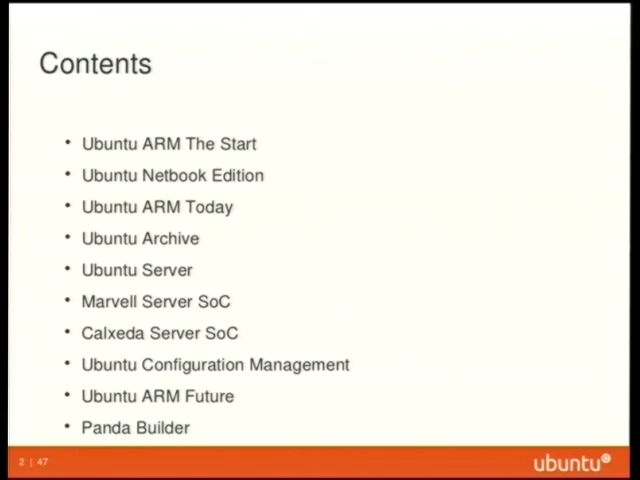 Contents
• Ubuntu ARM The Start
• Ubuntu Netbook Edition
• Ubuntu ARM Today
• Ubuntu Archive
• Ubuntu Server
• Marvell Server SoC
• Calxeda Server SoC
• Ubuntu Configuration Management
• Ubuntu ARM Future
• Panda Builder
2 | 47
ubuntu